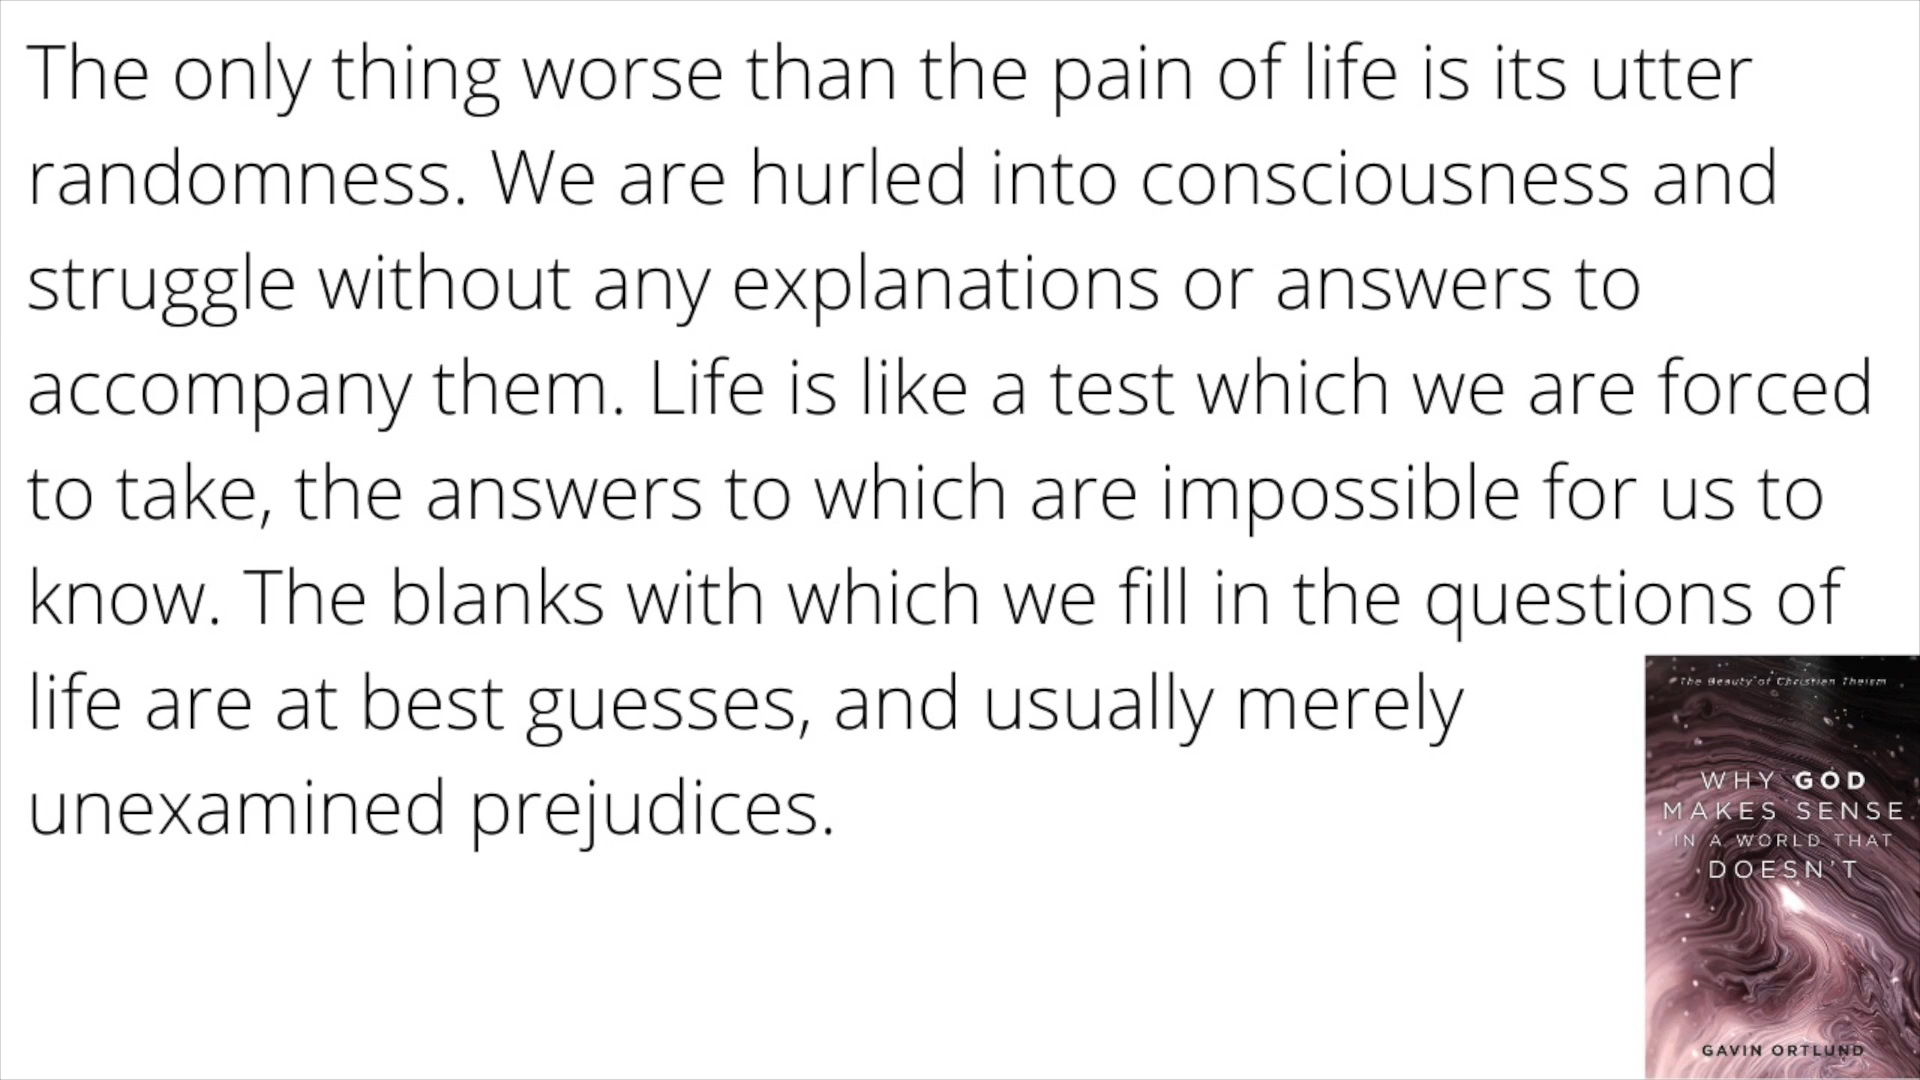 The only thing worse than the pain of life is its utter
randomness. We are hurled into consciousness and
struggle without any explanations or answers to
accompany them. Life is like a test which we are forced
to take, the answers to which are impossible for us to
know. The blanks with which we fill in the questions of
life are at best guesses, and usually merely
unexamined prejudices.
The Beauty of Christian Theism
WHY GOD
MAKES SENSE
IN A WORLD THAT
DOESN'T
GAVIN ORTLUND